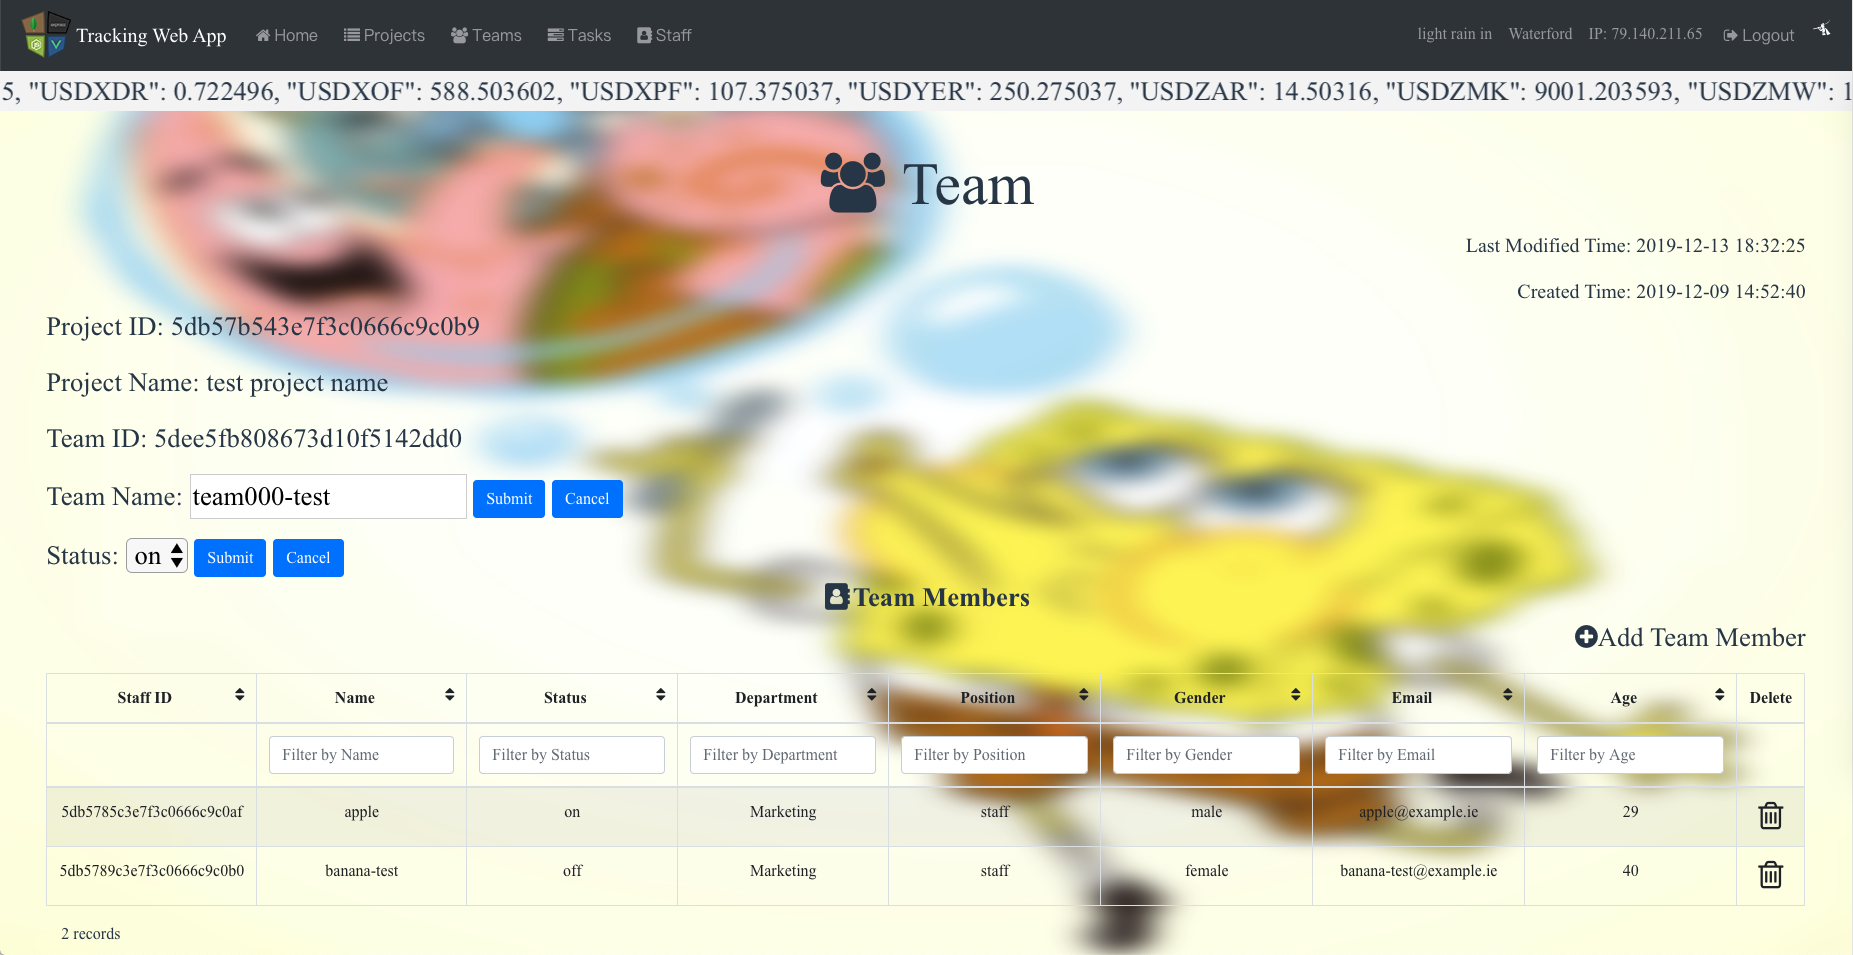 Tracking Web App Home Projects Teams Tasks Staff light rain in Waterford IP: 79.140.211.65 Logout
5, "USDXDR": 0.722496, "USDXOF": 588.503602, "USDXPF": 107.375037, "USDYER": 250.275037, "USDZAR": 14.50316, "USDZMK": 9001.203593, "USDZMW": 1
Team
Last Modified Time: 2019-12-13 18:32:25
Created Time: 2019-12-09 14:52:40
Project ID: 5db57b543e7f3c0666c9c0b9
Project Name: test project name
Team ID: 5dee5fb808673d10f5142dd0
Team Name: team000-test Submit Cancel
Status: on Submit Cancel
Team Members
Add Team Member
Staff ID Name Status Department Position Gender Email Age Delete
Filter by Name Filter by Status Filter by Department Filter by Position Filter by Gender Filter by Email Filter by Age
5db5785c3e7f3c0666c9c0af apple on Marketing staff male apple@example.ie 29
5db5789c3e7f3c0666c9c0b0 banana-test off Marketing staff female banana-test@example.ie 40
2 records